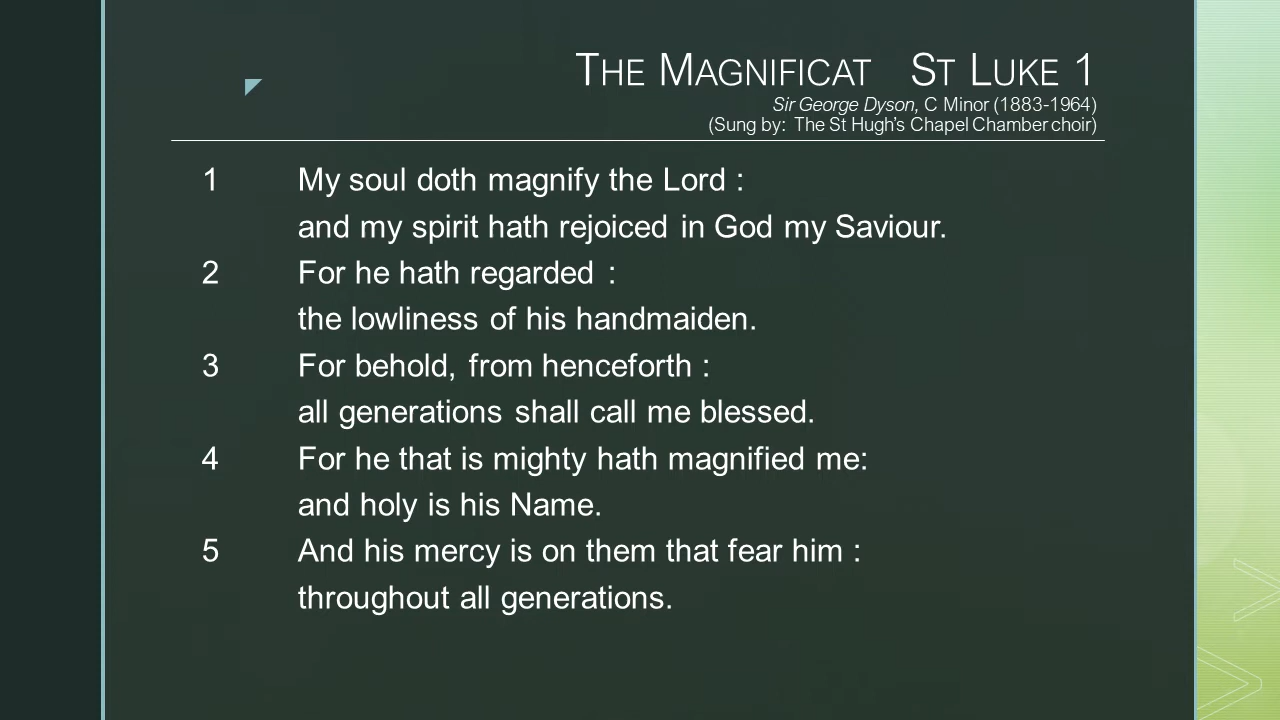 THE MAGNIFICAT ST LUKE 1
Sir George Dyson, C Minor (1883-1964)
(Sung by: The St Hugh's Chapel Chamber choir)
1 My soul doth magnify the Lord :
and my spirit hath rejoiced in God my Saviour.
2 For he hath regarded :
the lowliness of his handmaiden.
3 For behold, from henceforth :
all generations shall call me blessed.
4 For he that is mighty hath magnified me:
and holy is his Name.
5 And his mercy is on them that fear him :
throughout all generations.